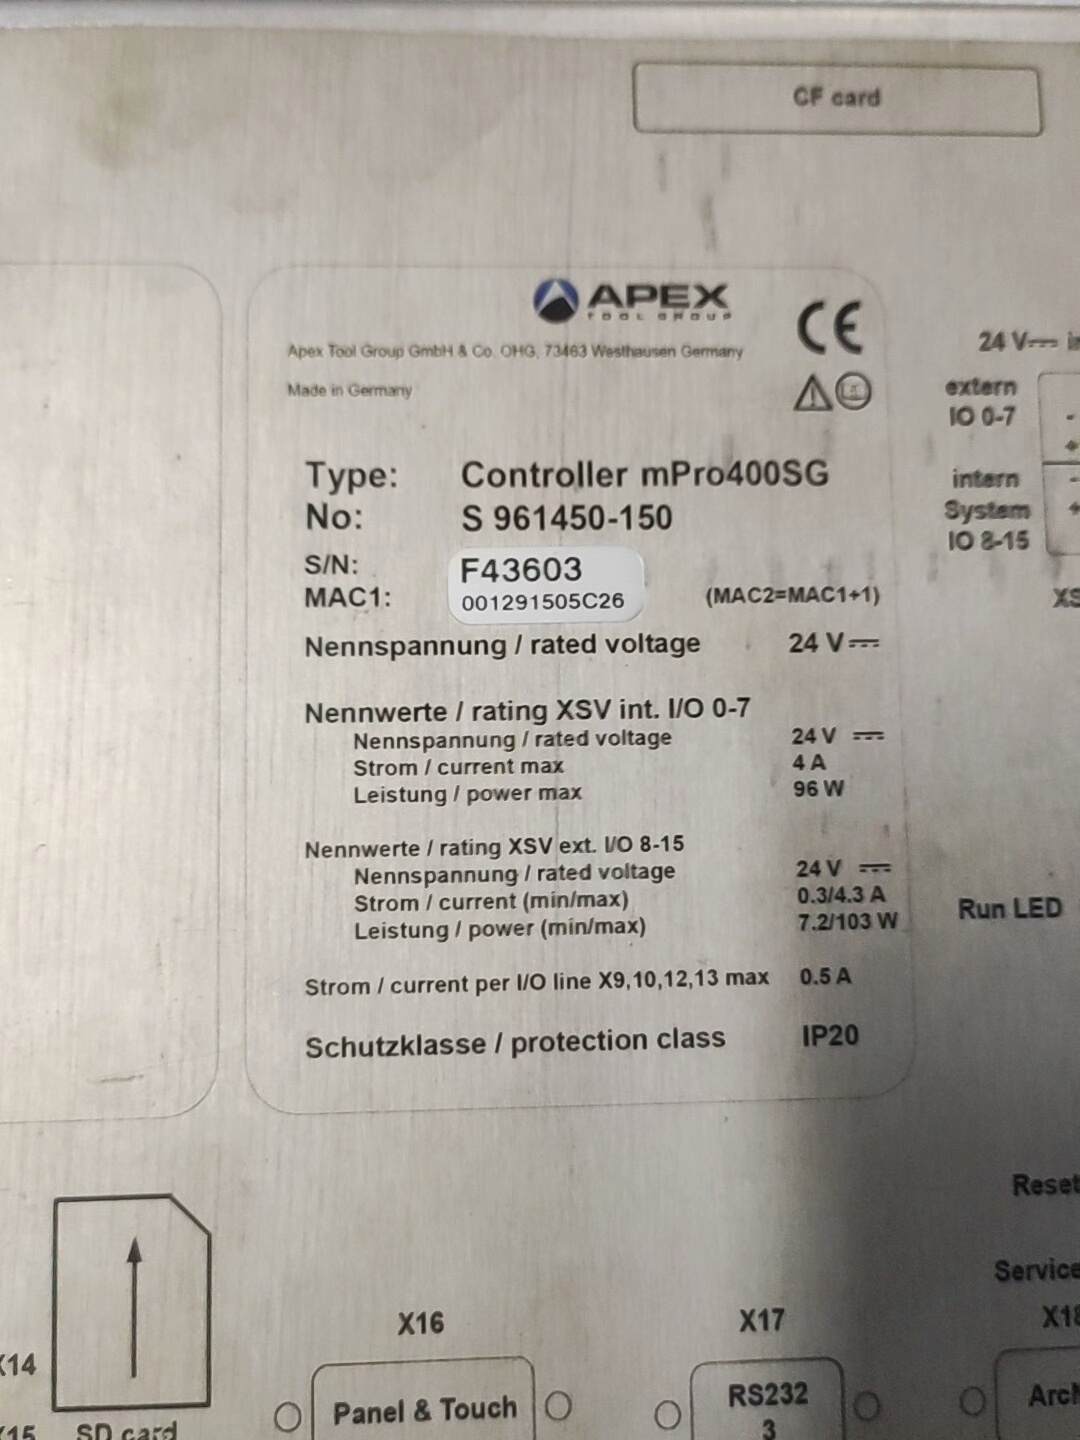 CF card
APEX
TOOL GROUP
CE
Apex Tool Group GmbH & Co. OHG, 73463 Westhausen Germany
Made in Germany
24 V
extern
IO 0-7
intern
System
IO 8-15
Type: Controller mPro400SG
No: S 961450-150
S/N: F43603
MAC1: 001291505C26 (MAC2=MAC1+1)
Nennspannung / rated voltage 24 V
Nennwerte / rating XSV int. I/O 0-7
Nennspannung / rated voltage 24 V
Strom / current max 4 A
Leistung / power max 96 W
Nennwerte / rating XSV ext. I/O 8-15
Nennspannung / rated voltage 24 V
Strom / current (min/max) 0.3/4.3 A
Leistung / power (min/max) 7.2/103 W
Run LED
Strom / current per I/O line X9,10,12,13 max 0.5 A
Schutzklasse / protection class IP20
Reset
Service
X16
X17
X18
X14
Panel & Touch
RS232
3
X15
SD card